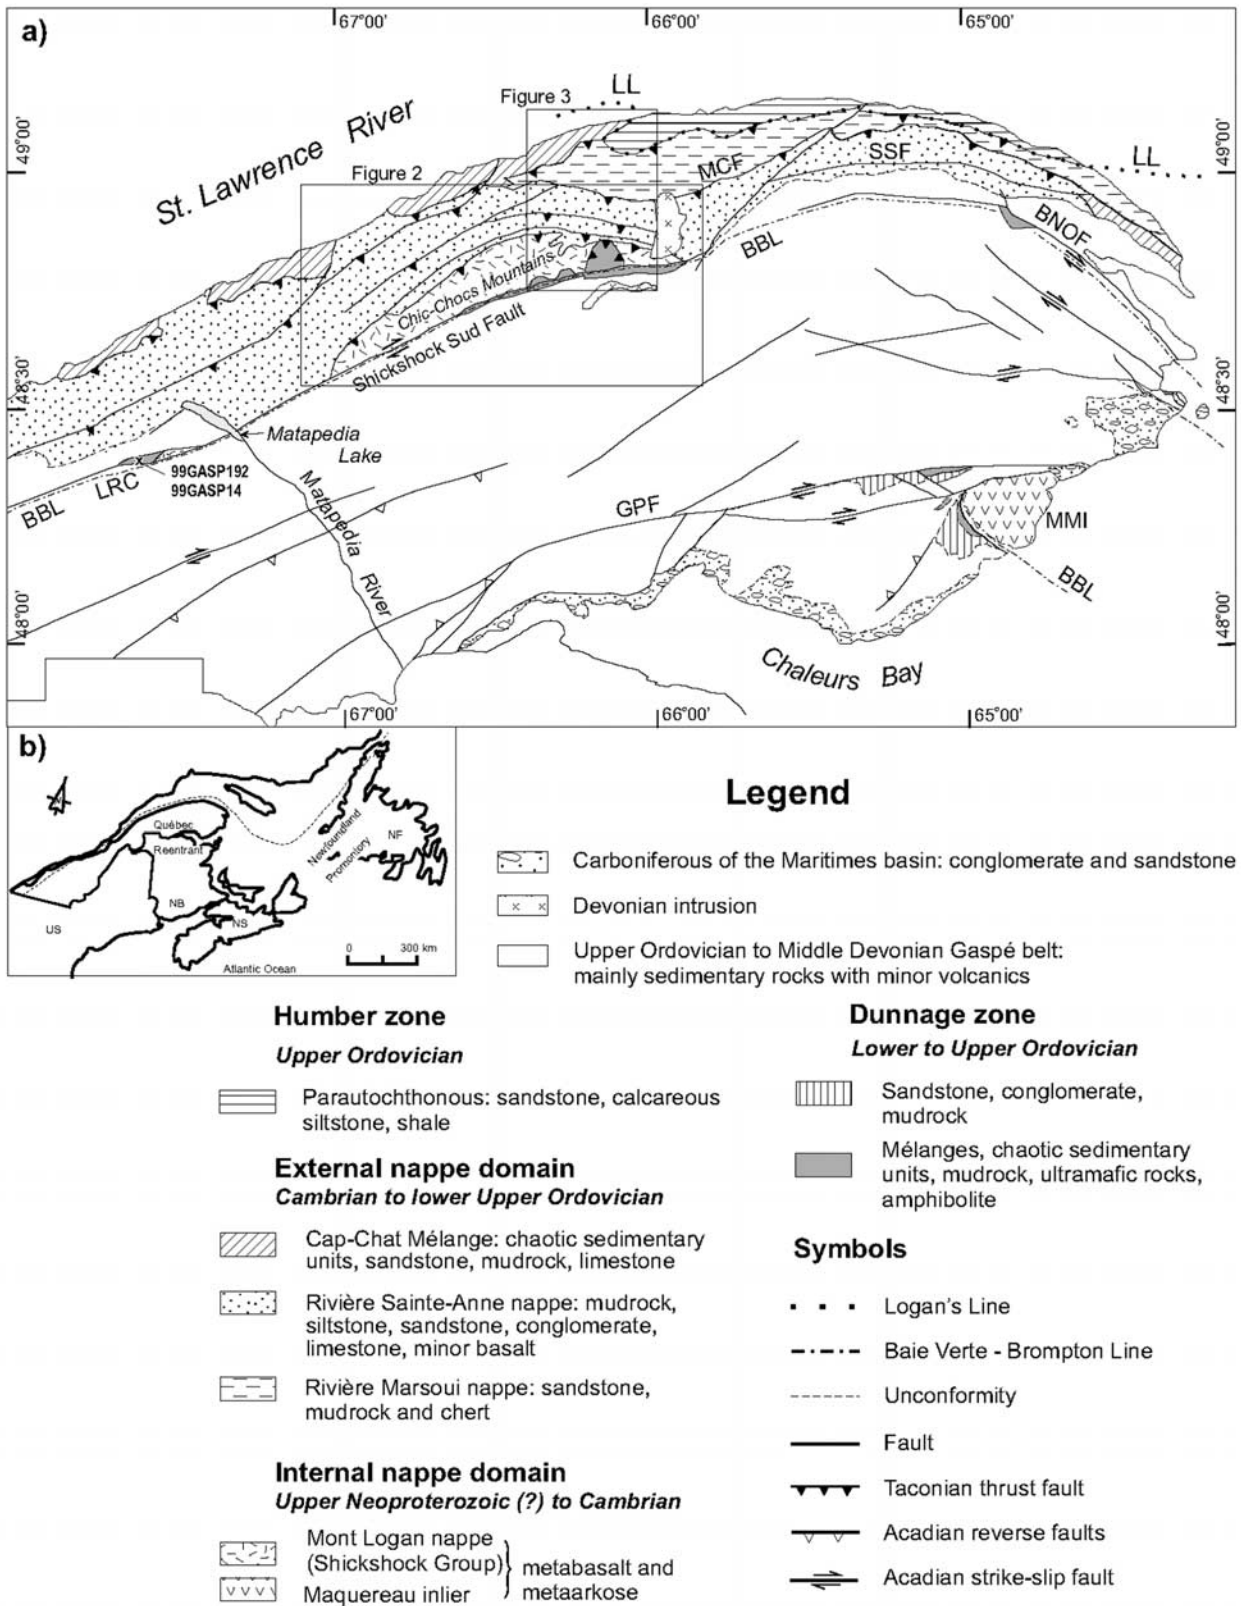 a)
67°00'
66°00'
65°00'
LL
Figure 3
St. Lawrence River
49°00'
49°00'
MCF
SSF
LL
Figure 2
BNOF
BBL
Chic-Chocs Mountains
Shickshock Sud Fault
48°30'
48°30'
Matapedia
Lake
99GASP192
99GASP14
LRC
BBL
Matapedia River
GPF
MMI
BBL
48°00'
48°00'
Chaleurs Bay
67°00'
66°00'
65°00'
b)
Québec
Reentrant
Newfoundland
Promontory
NF
NB
NS
US
0 300 km
Atlantic Ocean
Legend
Carboniferous of the Maritimes basin: conglomerate and sandstone
Devonian intrusion
Upper Ordovician to Middle Devonian Gaspé belt:
mainly sedimentary rocks with minor volcanics
Humber zone
Upper Ordovician
Parautochthonous: sandstone, calcareous
siltstone, shale
External nappe domain
Cambrian to lower Upper Ordovician
Cap-Chat Mélange: chaotic sedimentary
units, sandstone, mudrock, limestone
Rivière Sainte-Anne nappe: mudrock,
siltstone, sandstone, conglomerate,
limestone, minor basalt
Rivière Marsoui nappe: sandstone,
mudrock and chert
Internal nappe domain
Upper Neoproterozoic (?) to Cambrian
Mont Logan nappe
(Shickshock Group)
Maquereau inlier
metabasalt and
metaarkose
Dunnage zone
Lower to Upper Ordovician
Sandstone, conglomerate,
mudrock
Mélanges, chaotic sedimentary
units, mudrock, ultramafic rocks,
amphibolite
Symbols
Logan's Line
Baie Verte - Brompton Line
Unconformity
Fault
Taconian thrust fault
Acadian reverse faults
Acadian strike-slip fault